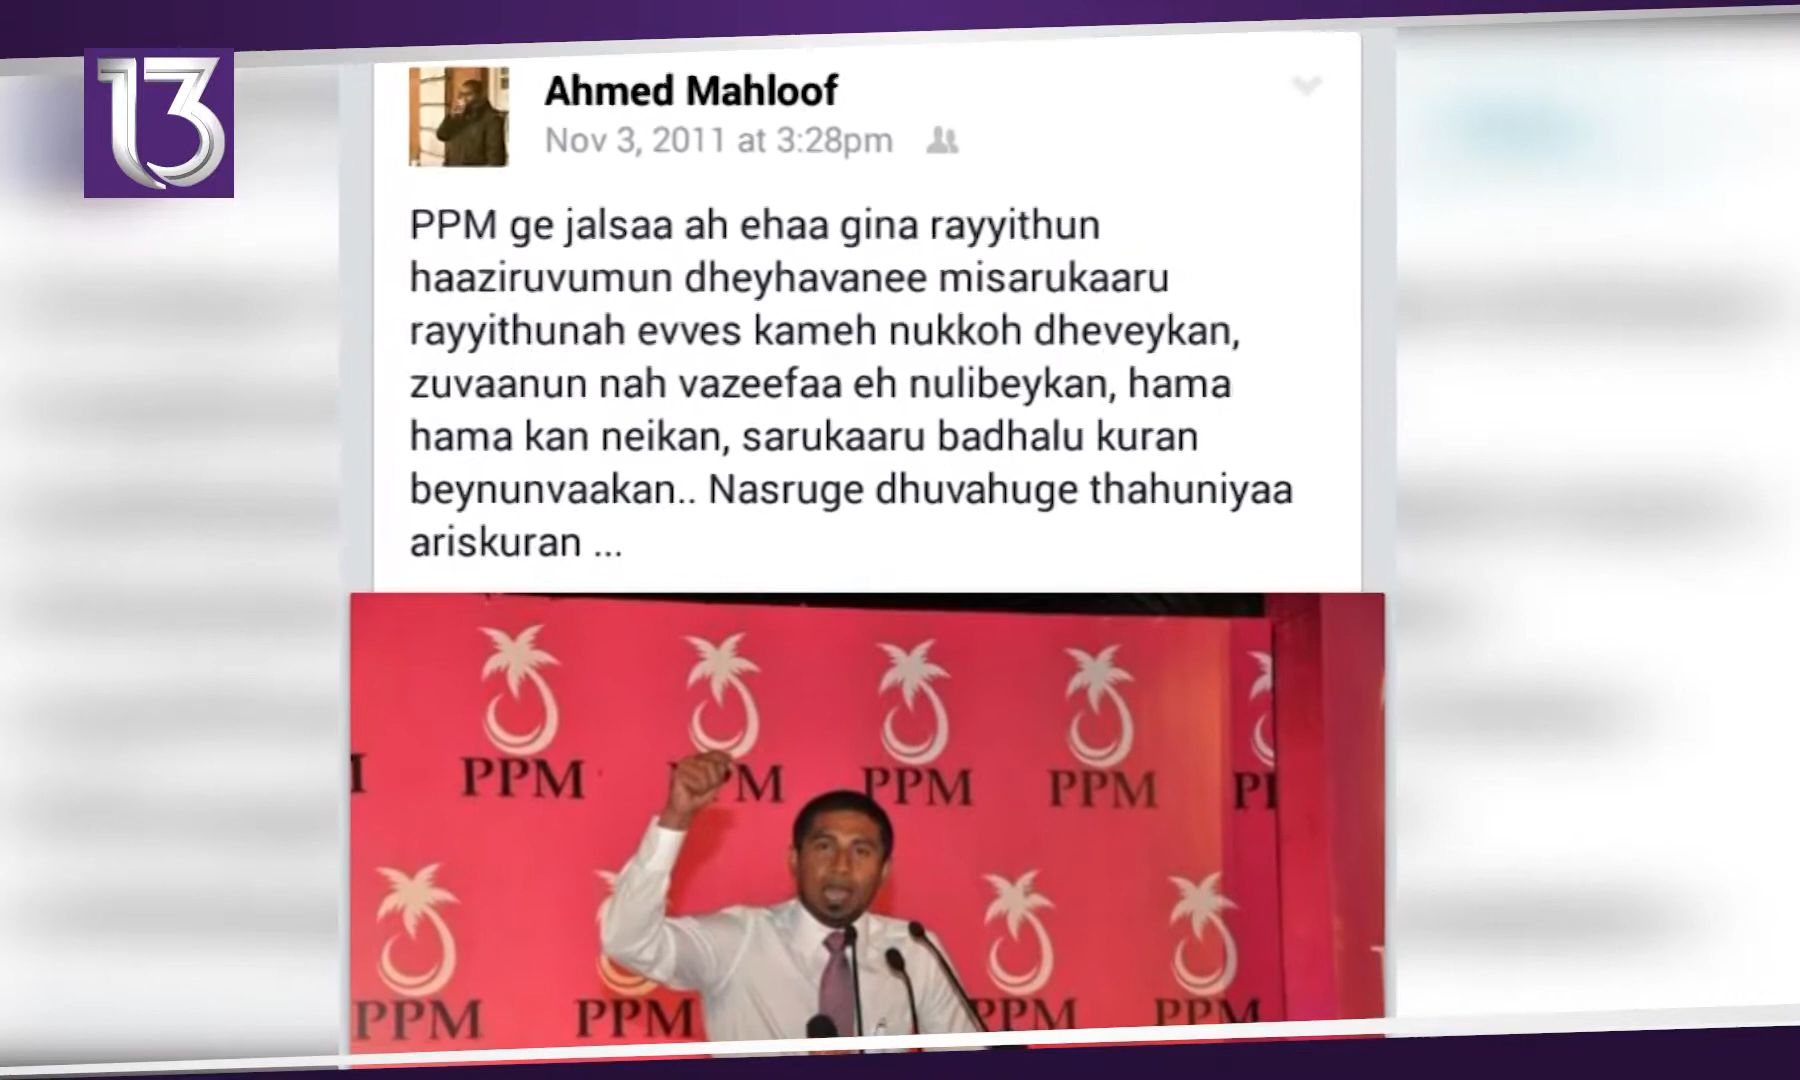 13
Ahmed Mahloof
Nov 3, 2011 at 3:28pm
PPM ge jalsaa ah ehaa gina rayyithun
haaziruvumun dheyhavanee misarukaaru
rayyithunah evves kameh nukkoh dheveykan,
zuvaanun nah vazeefaa eh nulibeykan, hama
hama kan neikan, sarukaaru badhalu kuran
beynunvaakan.. Nasruge dhuvahuge thahuniyaa
ariskuran ...
M PPM PM PPM PPM PP
PPM PPM PPM PPM